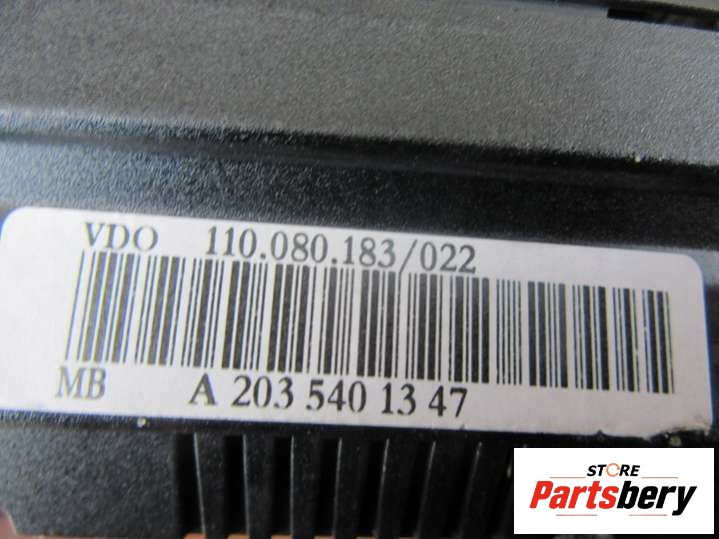 VDO 110.080.183/022
MB A 203 540 13 47
STORE
Partsbery